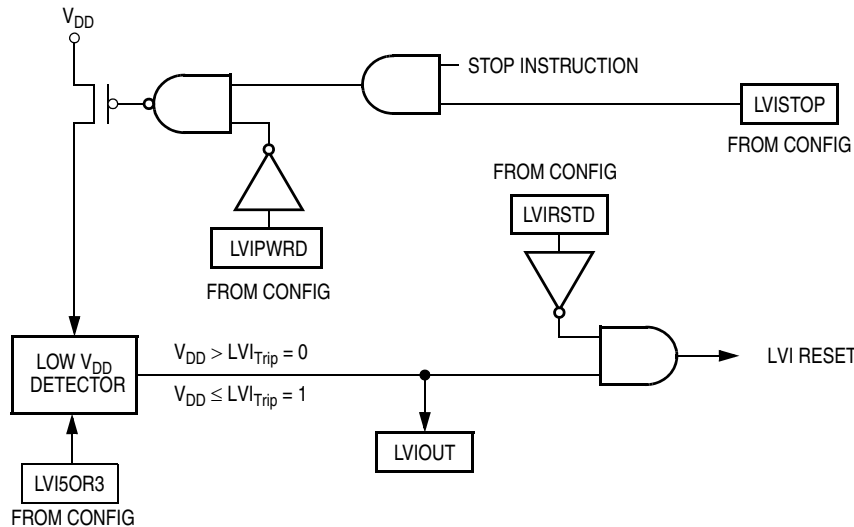 VDD
STOP INSTRUCTION
LVISTOP
FROM CONFIG
FROM CONFIG
LVIRSTD
LVIPWRD
FROM CONFIG
LOW VDD
DETECTOR
VDD > LVITrip = 0
VDD ≤ LVITrip = 1
LVI RESET
LVIOUT
LVI5OR3
FROM CONFIG